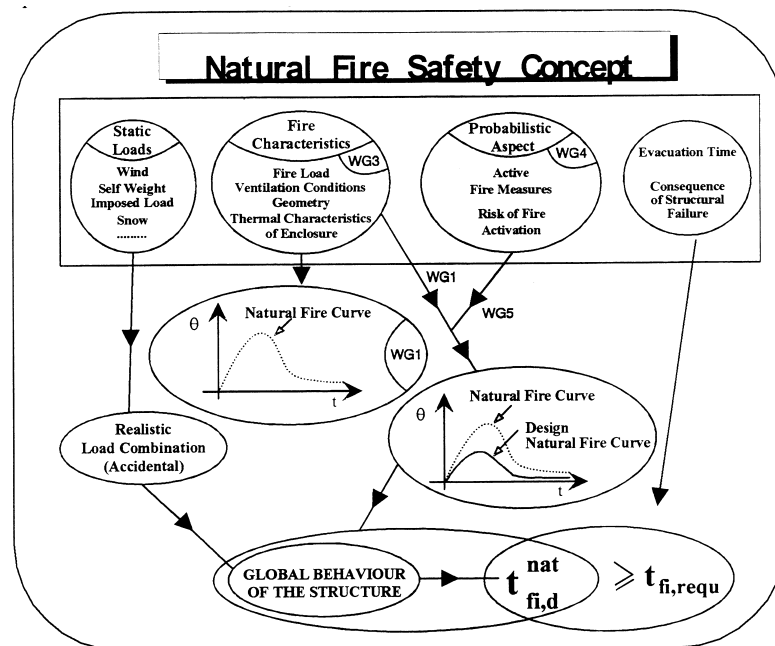 Natural Fire Safety Concept
Static
Loads
Wind
Self Weight
Imposed Load
Snow
.........
Fire
Characteristics
WG3
Fire Load
Ventilation Conditions
Geometry
Thermal Characteristics
of Enclosure
Probabilistic
Aspect
WG4
Active
Fire Measures
Risk of Fire
Activation
Evacuation Time
Consequence
of Structural
Failure
WG1
WG5
θ
Natural Fire Curve
WG1
t
Realistic
Load Combination
(Accidental)
θ
Natural Fire Curve
Design
Natural Fire Curve
t
GLOBAL BEHAVIOUR
OF THE STRUCTURE
t nat fi,d ⩾ t fi,requ